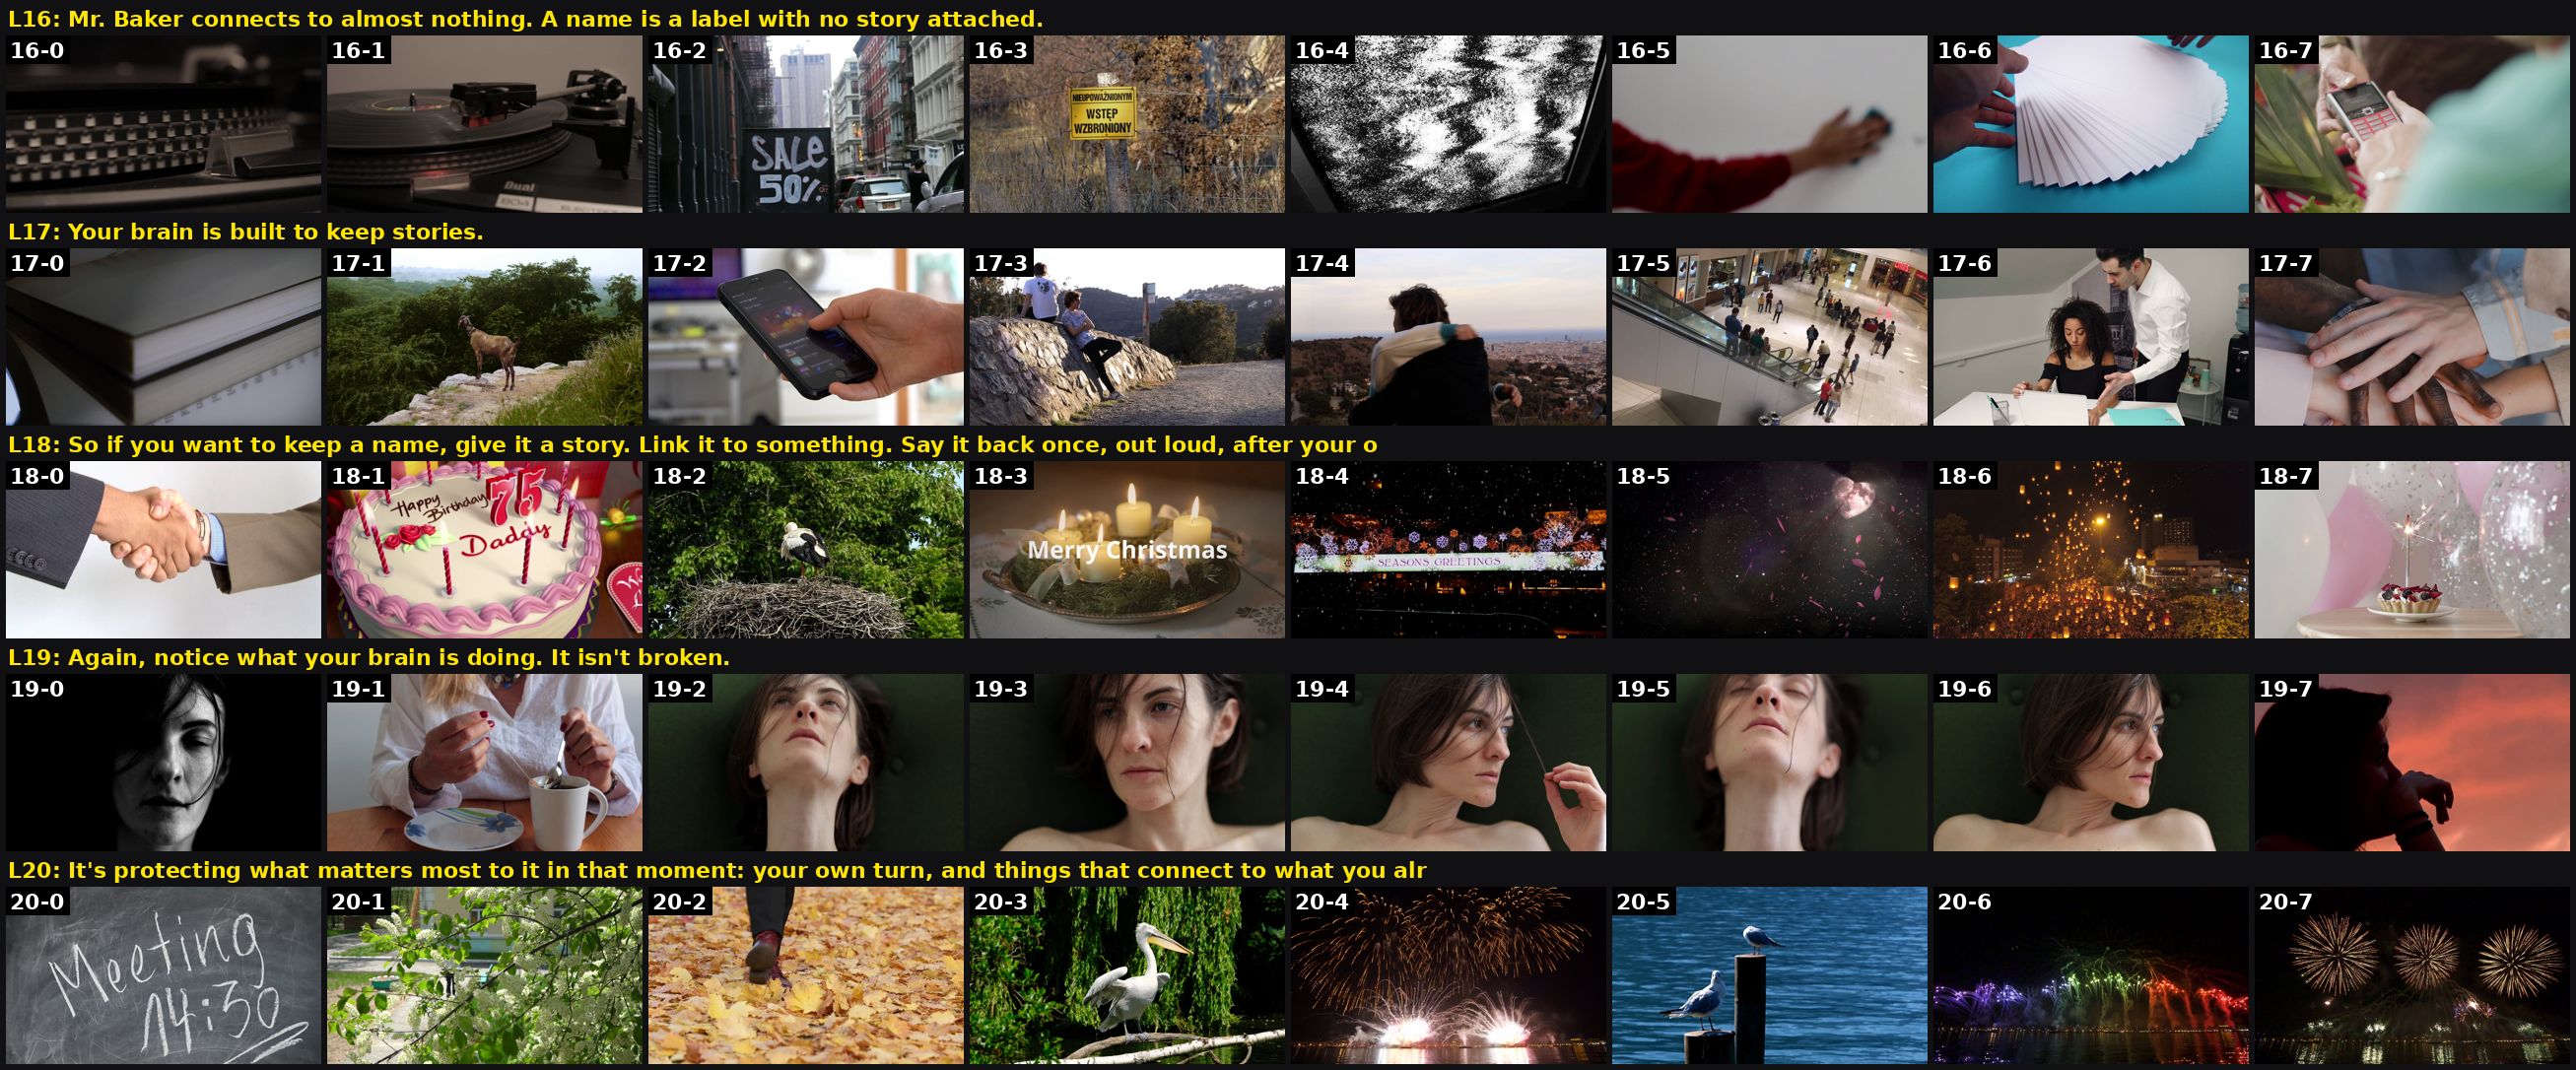 L16: Mr. Baker connects to almost nothing. A name is a label with no story attached.
16-0
16-1
16-2
16-3
16-4
16-5
16-6
16-7
Dual
604
SALE
50%
NIEUPOWAŻNIONYM
WSTĘP
WZBRONIONY
L17: Your brain is built to keep stories.
17-0
17-1
17-2
17-3
17-4
17-5
17-6
17-7
L18: So if you want to keep a name, give it a story. Link it to something. Say it back once, out loud, after your o
18-0
18-1
18-2
18-3
18-4
18-5
18-6
18-7
Happy
Birthday
75
Daddy
Merry Christmas
SEASONS GREETINGS
L19: Again, notice what your brain is doing. It isn't broken.
19-0
19-1
19-2
19-3
19-4
19-5
19-6
19-7
L20: It's protecting what matters most to it in that moment: your own turn, and things that connect to what you alr
20-0
20-1
20-2
20-3
20-4
20-5
20-6
20-7
Meeting
14:30